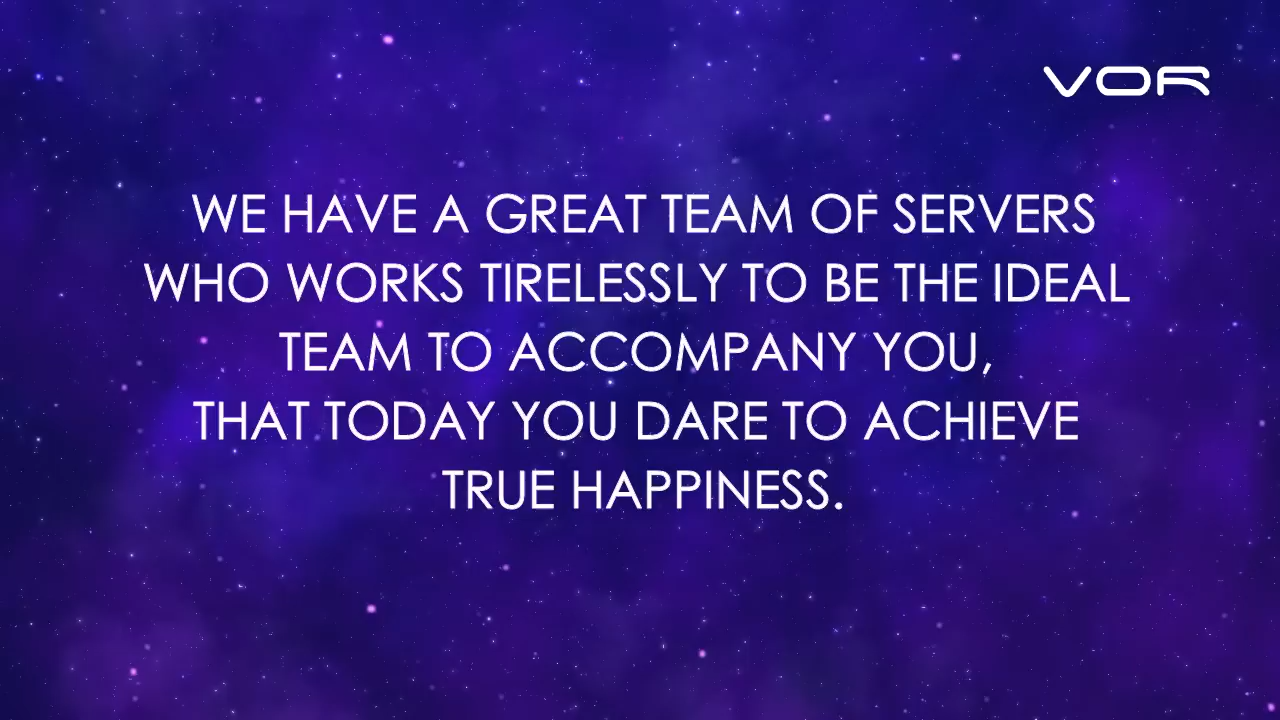 VOR
WE HAVE A GREAT TEAM OF SERVERS
WHO WORKS TIRELESSLY TO BE THE IDEAL
TEAM TO ACCOMPANY YOU,
THAT TODAY YOU DARE TO ACHIEVE
TRUE HAPPINESS.